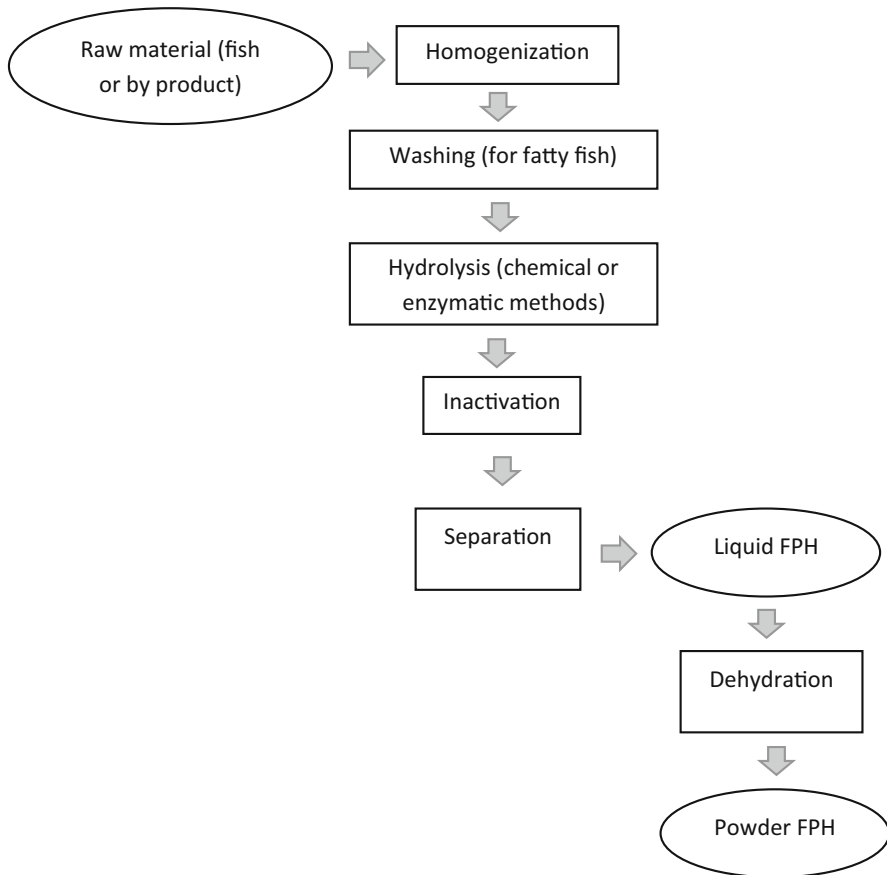 Raw material (fish
or by product)
Homogenization
Washing (for fatty fish)
Hydrolysis (chemical or
enzymatic methods)
Inactivation
Separation
Liquid FPH
Dehydration
Powder FPH